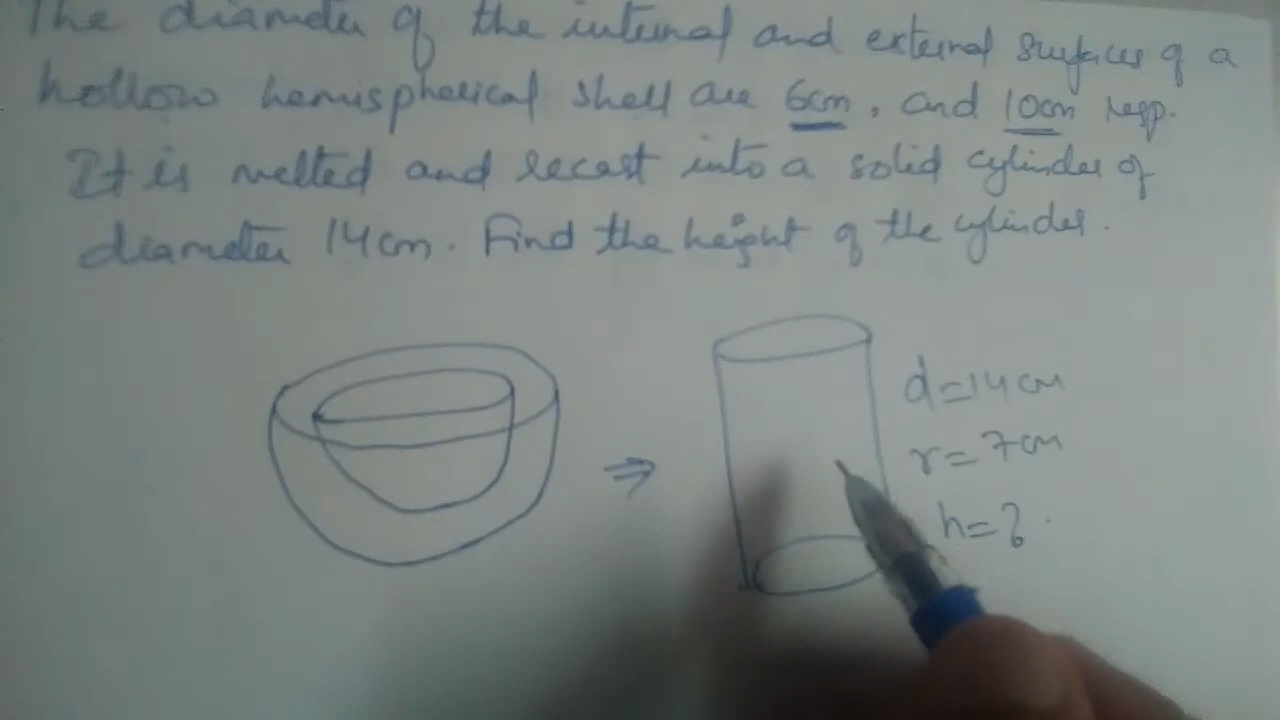 The diameter of the internal and external surfaces of a
hollow hemispherical shell are 6cm, and 10cm resp.
It is melted and recast into a solid cylinder of
diameter 14cm. Find the height of the cylinder.
d=14cm
r=7cm
h=?